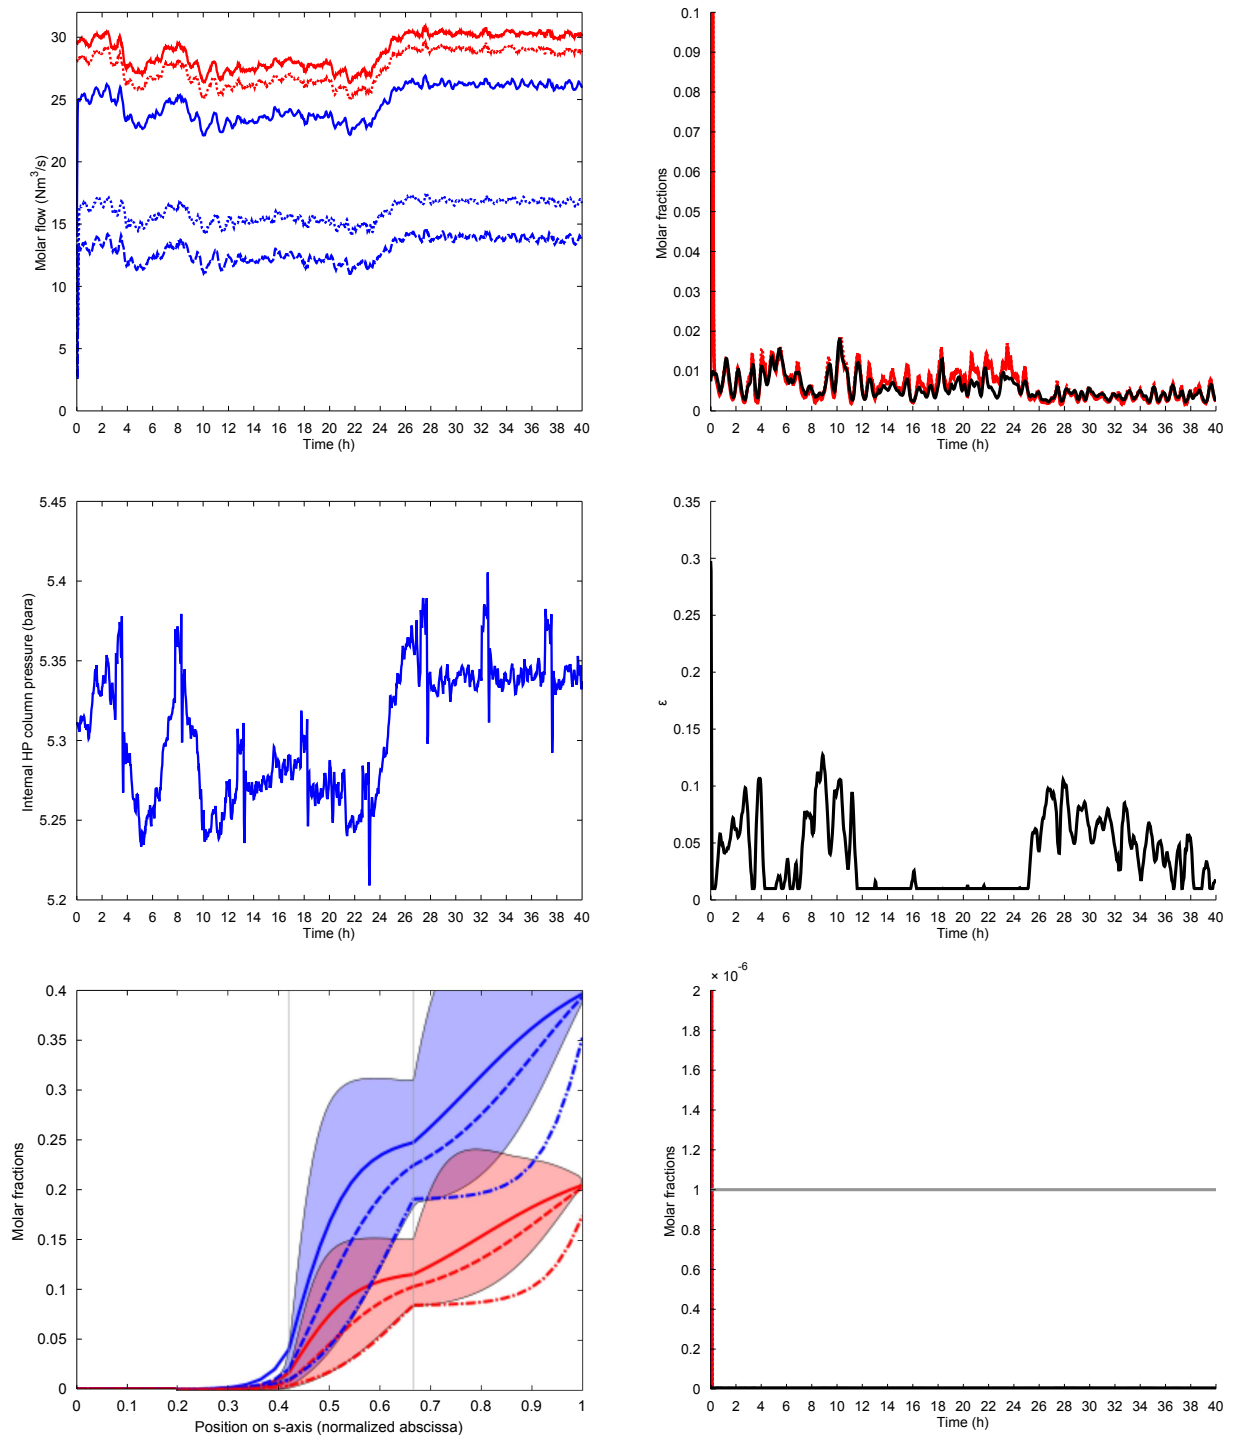 Molar flow (Nm³/s)
30
25
20
15
10
5
0
0 2 4 6 8 10 12 14 16 18 20 22 24 26 28 30 32 34 36 38 40
Time (h)
Molar fractions
0.1
0.09
0.08
0.07
0.06
0.05
0.04
0.03
0.02
0.01
0
0 2 4 6 8 10 12 14 16 18 20 22 24 26 28 30 32 34 36 38 40
Time (h)
Internal HP column pressure (bara)
5.45
5.4
5.35
5.3
5.25
5.2
0 2 4 6 8 10 12 14 16 18 20 22 24 26 28 30 32 34 36 38 40
Time (h)
ε
0.35
0.3
0.25
0.2
0.15
0.1
0.05
0
0 2 4 6 8 10 12 14 16 18 20 22 24 26 28 30 32 34 36 38 40
Time (h)
Molar fractions
0.4
0.35
0.3
0.25
0.2
0.15
0.1
0.05
0
0 0.1 0.2 0.3 0.4 0.5 0.6 0.7 0.8 0.9 1
Position on s-axis (normalized abscissa)
× 10⁻⁶
Molar fractions
2
1.8
1.6
1.4
1.2
1
0.8
0.6
0.4
0.2
0
0 2 4 6 8 10 12 14 16 18 20 22 24 26 28 30 32 34 36 38 40
Time (h)